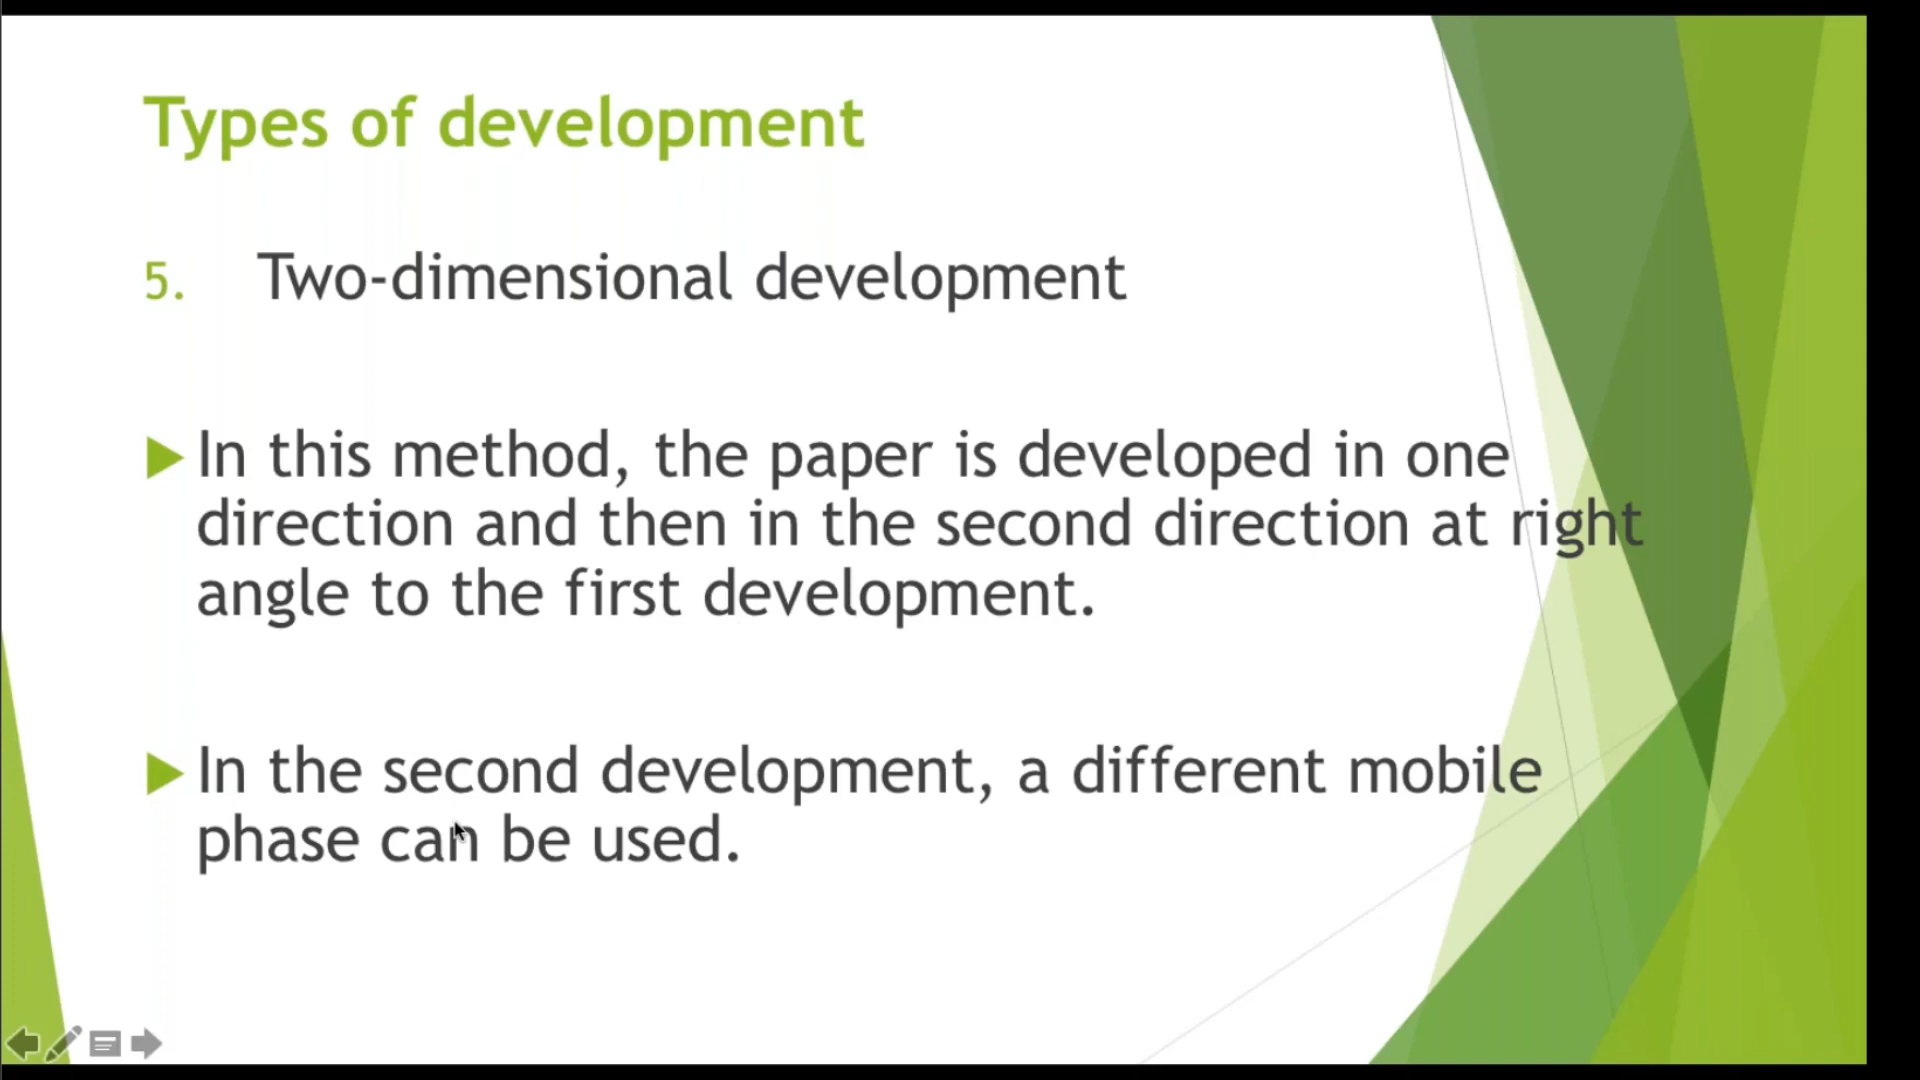 Types of development
5. Two-dimensional development
In this method, the paper is developed in one
direction and then in the second direction at right
angle to the first development.
In the second development, a different mobile
phase can be used.